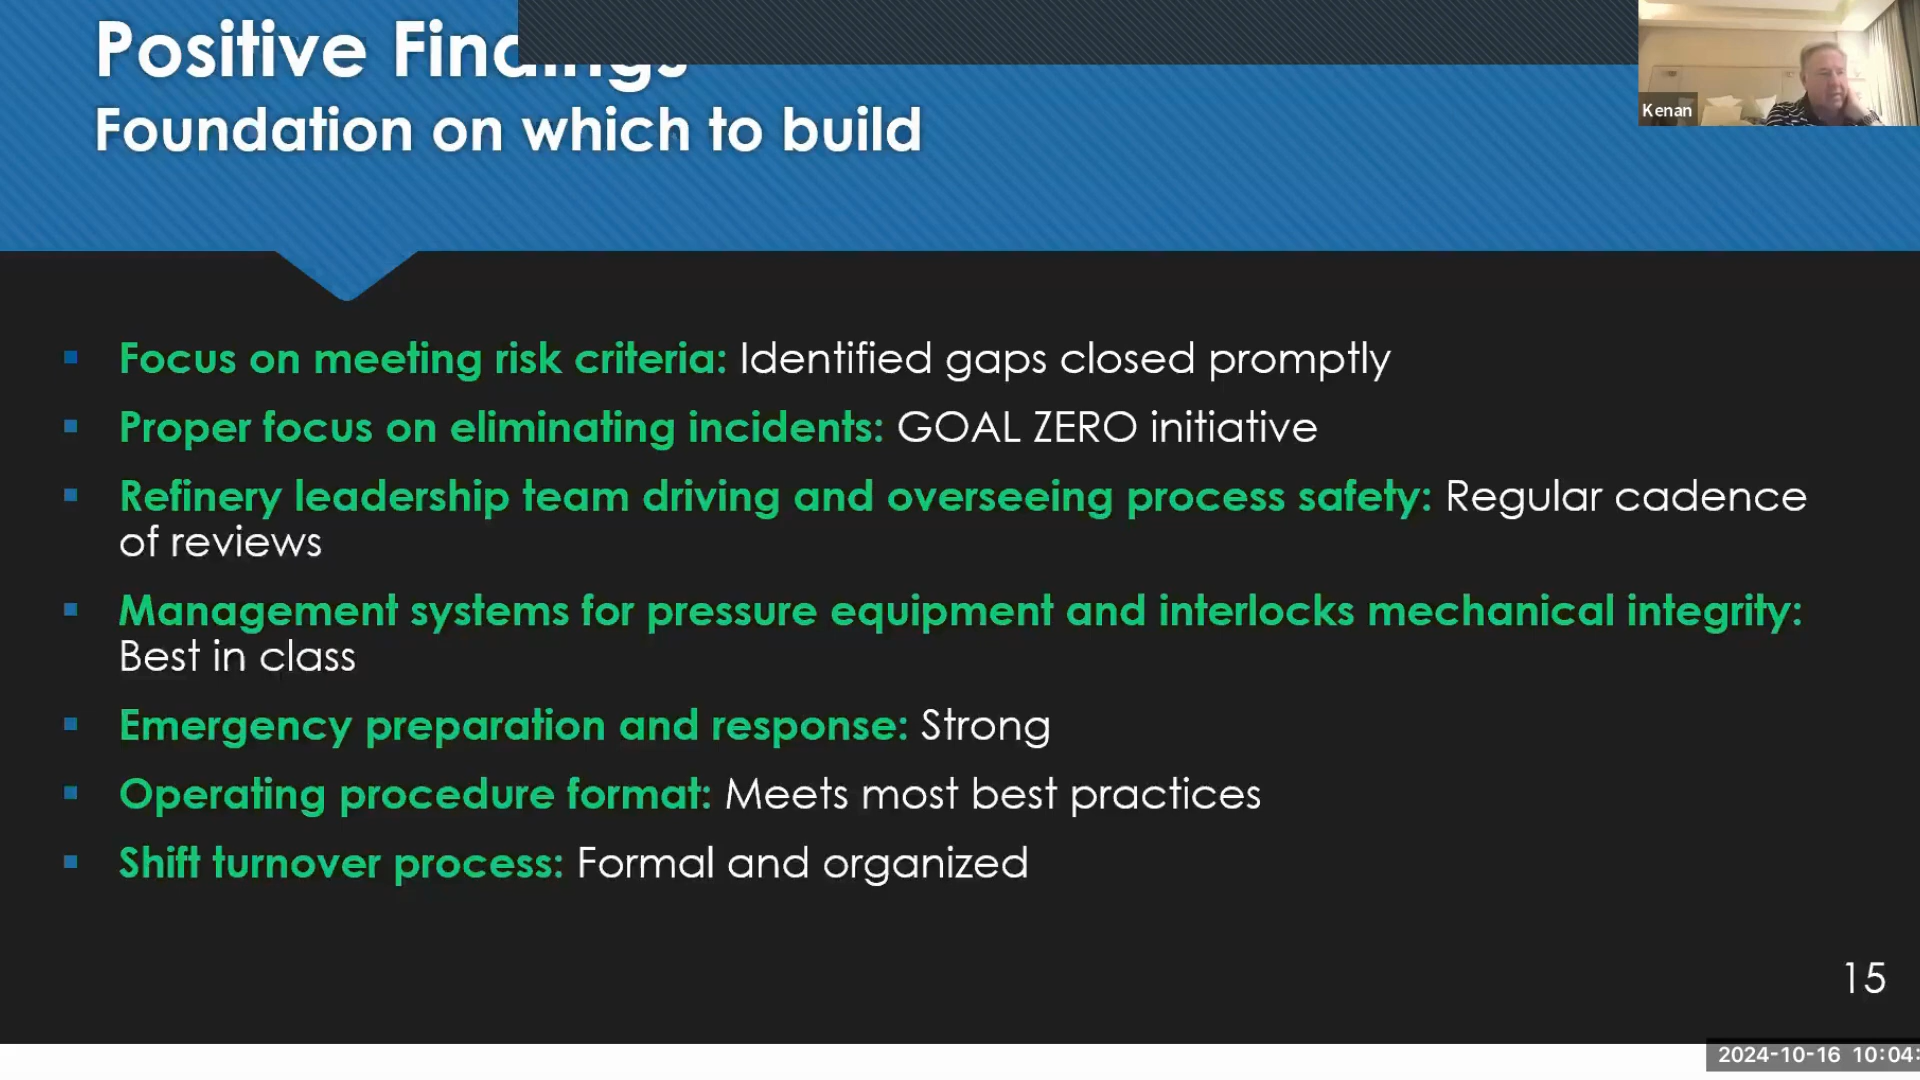 Positive Findings
Foundation on which to build
Kenan
Focus on meeting risk criteria: Identified gaps closed promptly
Proper focus on eliminating incidents: GOAL ZERO initiative
Refinery leadership team driving and overseeing process safety: Regular cadence
of reviews
Management systems for pressure equipment and interlocks mechanical integrity:
Best in class
Emergency preparation and response: Strong
Operating procedure format: Meets most best practices
Shift turnover process: Formal and organized
15
2024-10-16 10:04: